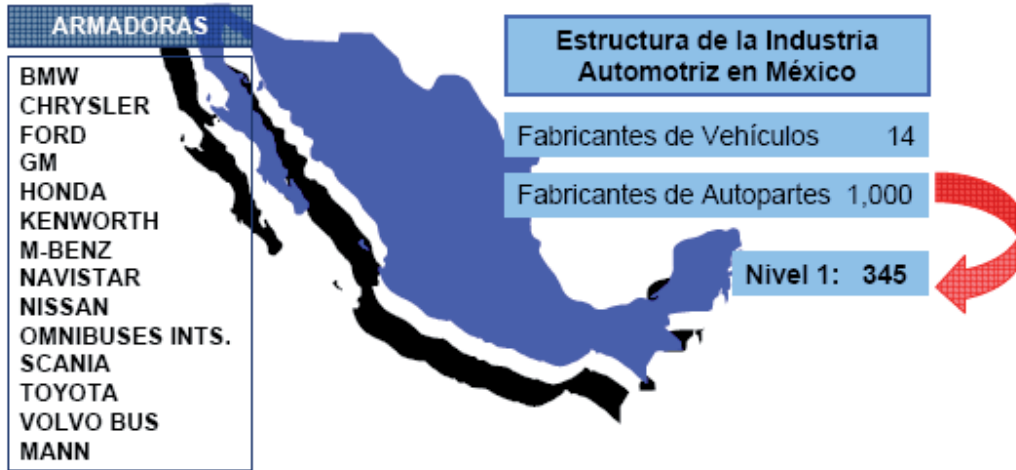 ARMADORAS
BMW
CHRYSLER
FORD
GM
HONDA
KENWORTH
M-BENZ
NAVISTAR
NISSAN
OMNIBUSES INTS.
SCANIA
TOYOTA
VOLVO BUS
MANN
Estructura de la Industria
Automotriz en México
Fabricantes de Vehículos 14
Fabricantes de Autopartes 1,000
Nivel 1: 345